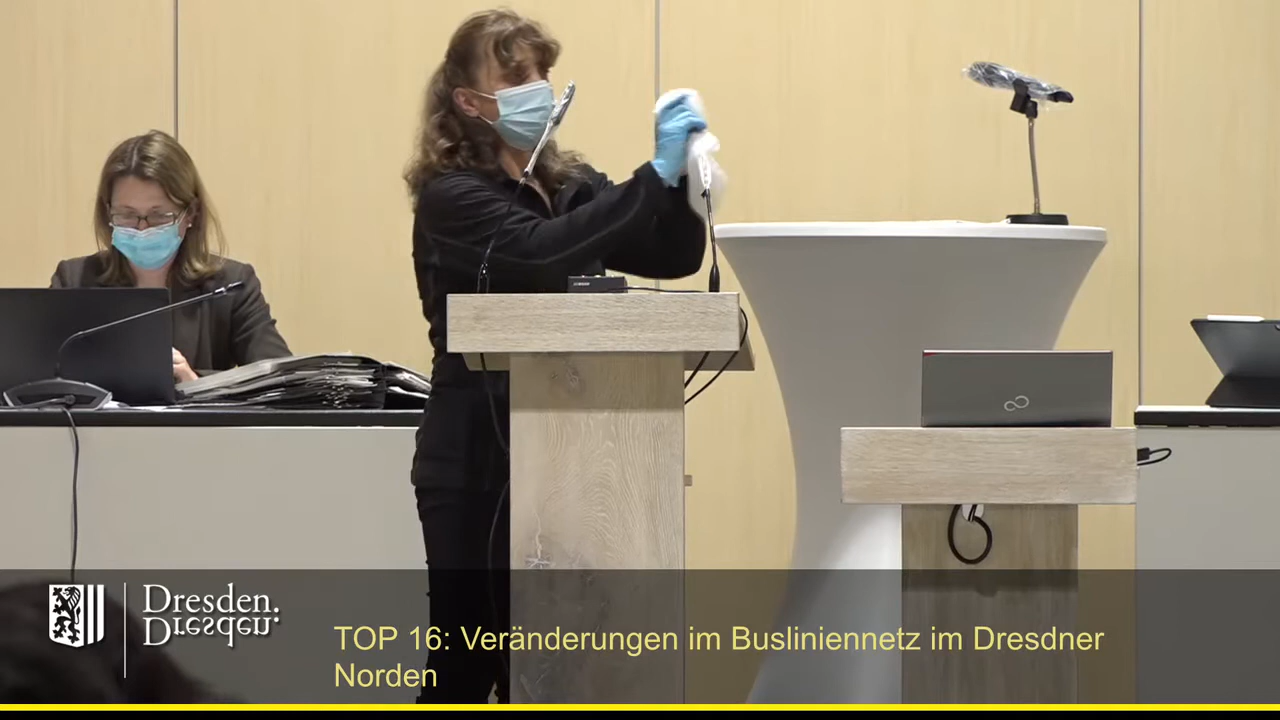 Dresden.
Dresden.
TOP 16: Veränderungen im Busliniennetz im Dresdner
Norden